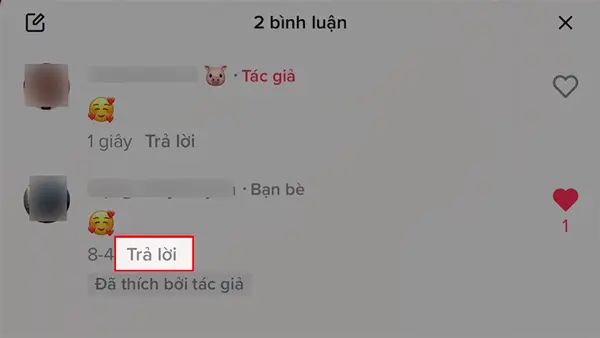 2 bình luận
· Tác giả
1 giây Trả lời
· Bạn bè
8-4 Trả lời
1
Đã thích bởi tác giả